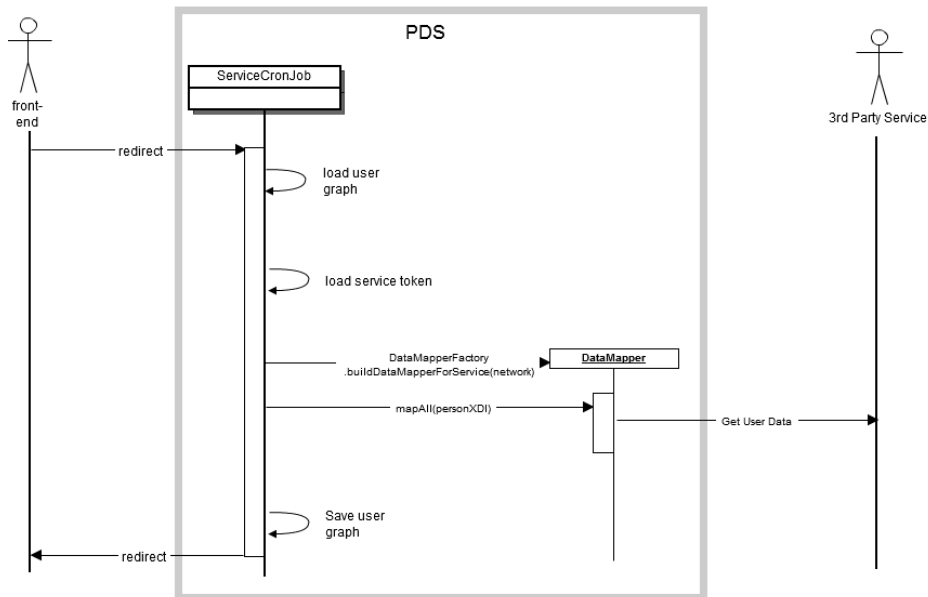 PDS
ServiceCronJob
front-
end
3rd Party Service
redirect
load user
graph
load service token
DataMapperFactory
.buildDataMapperForService(network)
DataMapper
mapAll(personXDI)
Get User Data
Save user
graph
redirect